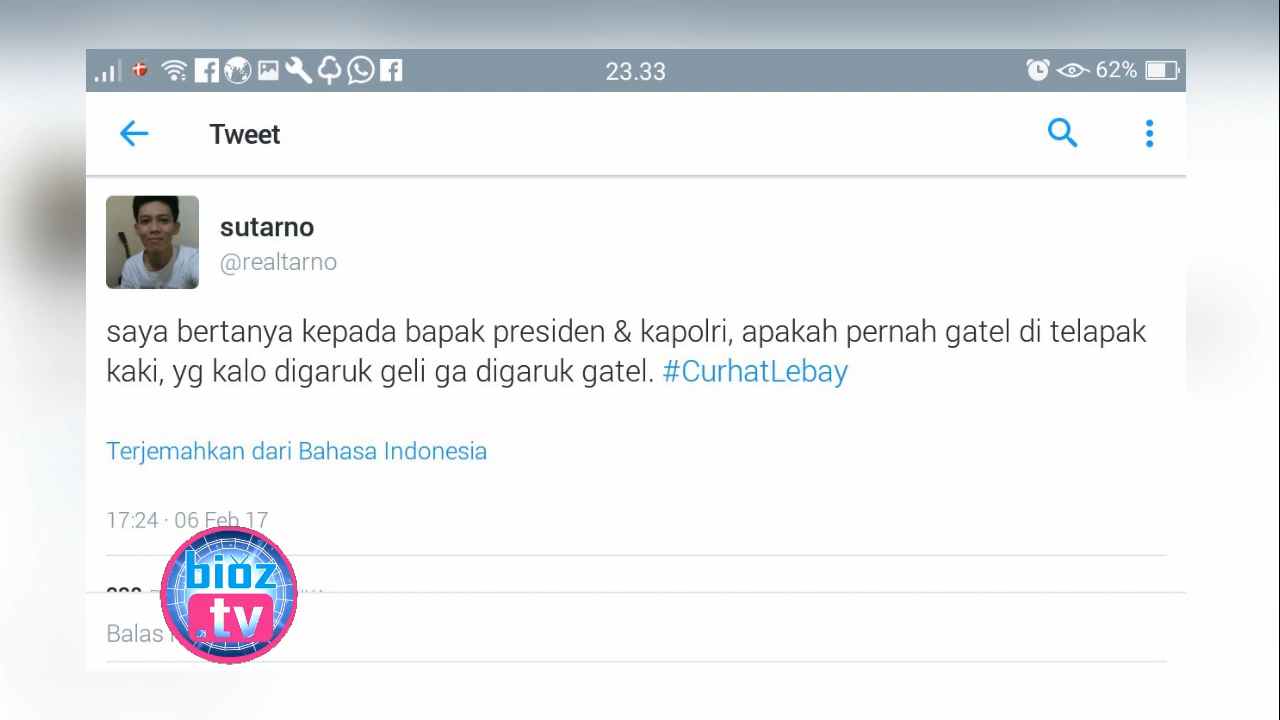 23.33
62%
Tweet
sutarno
@realtarno
saya bertanya kepada bapak presiden & kapolri, apakah pernah gatel di telapak
kaki, yg kalo digaruk geli ga digaruk gatel. #CurhatLebay
Terjemahkan dari Bahasa Indonesia
17:24 · 06 Feb 17
Balas
bioz
.tv